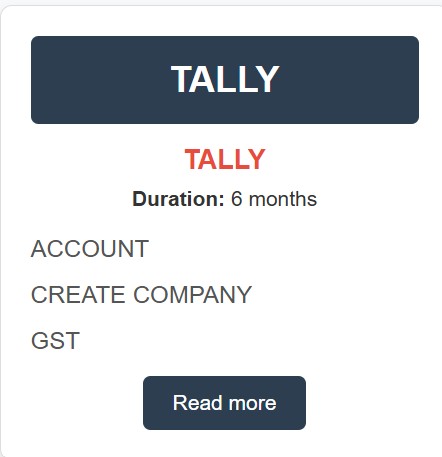 TALLY
TALLY
Duration: 6 months
ACCOUNT
CREATE COMPANY
GST
Read more